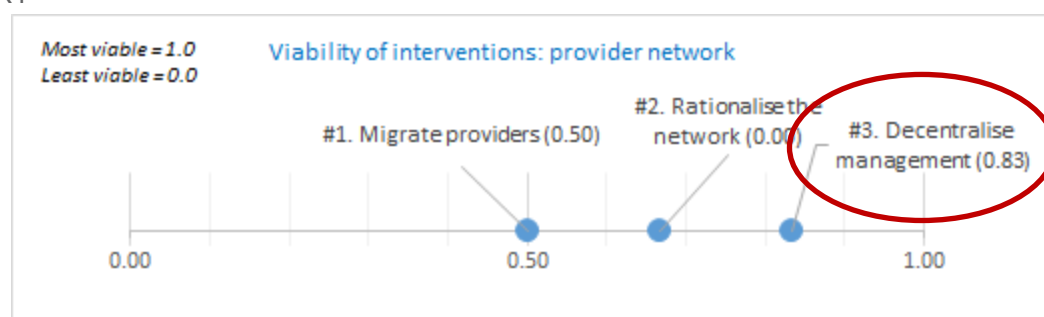 Most viable = 1.0
Least viable = 0.0
Viability of interventions: provider network
#1. Migrate providers (0.50)
#2. Rationalise the
network (0.00)
#3. Decentralise
management (0.83)
0.00
0.50
1.00